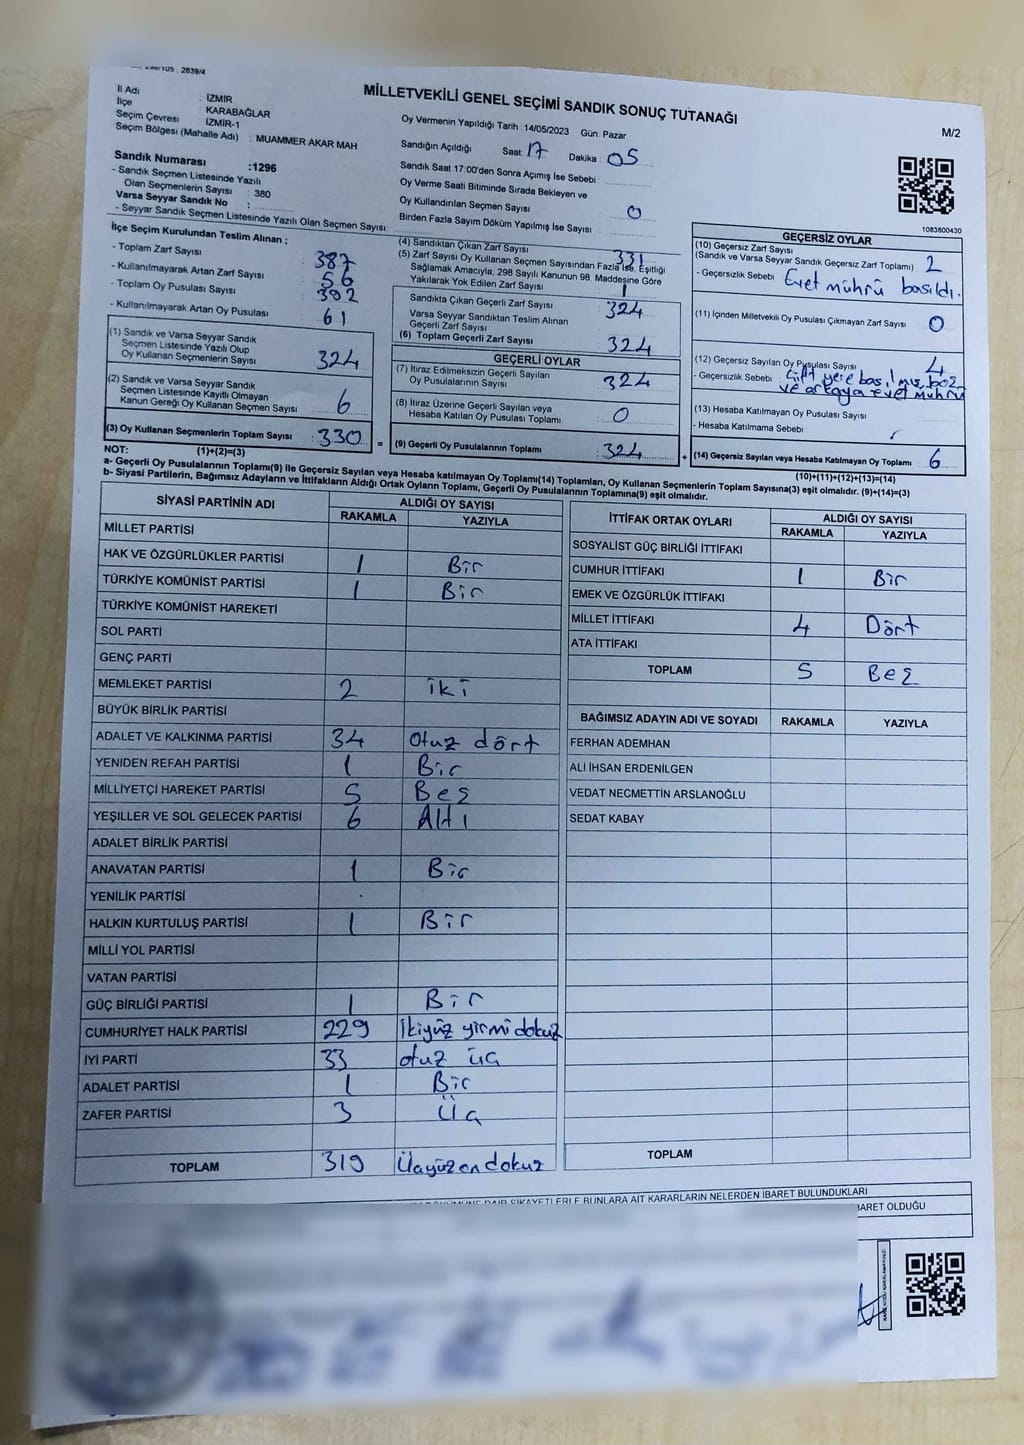 MİLLETVEKİLİ GENEL SEÇİMİ SANDIK SONUÇ TUTANAĞI
M/2
İl Adı : İZMİR
İlçe : KARABAĞLAR
Seçim Çevresi : İZMİR-1
Seçim Bölgesi (Mahalle Adı) : MUAMMER AKAR MAH
Sandık Numarası :1296
- Sandık Seçmen Listesinde Yazılı
Olan Seçmenlerin Sayısı : 380
Varsa Seyyar Sandık No :
- Seyyar Sandık Seçmen Listesinde Yazılı Olan Seçmen Sayısı:
Oy Vermenin Yapıldığı Tarih : 14/05/2023 Gün: Pazar
Sandığın Açıldığı Saat: 17 Dakika : 05
Sandık Saat 17:00'den Sonra Açımış İse Sebebi :
Oy Verme Saati Bitiminde Sırada Bekleyen ve
Oy Kullandırılan Seçmen Sayısı : 0
Birden Fazla Sayım Döküm Yapılmış İse Sayısı :
1083800430
İlçe Seçim Kurulundan Teslim Alınan ;
- Toplam Zarf Sayısı : 387
- Kullanılmayarak Artan Zarf Sayısı : 56
- Toplam Oy Pusulası Sayısı : 392
- Kullanılmayarak Artan Oy Pusulası : 61
(1) Sandık ve Varsa Seyyar Sandık
Seçmen Listesinde Yazılı Olup
Oy Kullanan Seçmenlerin Sayısı : 324
(2) Sandık ve Varsa Seyyar Sandık
Seçmen Listesinde Kayıtlı Olmayan
Kanun Gereği Oy Kullanan Seçmen Sayısı : 6
(3) Oy Kullanan Seçmenlerin Toplam Sayısı : 330 =
(4) Sandıktan Çıkan Zarf Sayısı : 331
(5) Zarf Sayısı Oy Kullanan Seçmen Sayısından Fazla İse, Eşitliği
Sağlamak Amacıyla, 298 Sayılı Kanunun 98. Maddesine Göre
Yakılarak Yok Edilen Zarf Sayısı : 1
Sandıkta Çıkan Geçerli Zarf Sayısı : 324
Varsa Seyyar Sandıktan Teslim Alınan
Geçerli Zarf Sayısı
(6) Toplam Geçerli Zarf Sayısı : 324
GEÇERLİ OYLAR
(7) İtiraz Edilmeksizin Geçerli Sayılan
Oy Pusulalarının Sayısı : 324
(8) İtiraz Üzerine Geçerli Sayılan veya
Hesaba Katılan Oy Pusulası Toplamı : 0
(9) Geçerli Oy Pusulalarının Toplamı : 324 +
GEÇERSİZ OYLAR
(10) Geçersiz Zarf Sayısı
(Sandık ve Varsa Seyyar Sandık Geçersiz Zarf Toplamı) 2
- Geçersizlik Sebebi : Evet mührü basıldı.
(11) İçinden Milletvekili Oy Pusulası Çıkmayan Zarf Sayısı : 0
(12) Geçersiz Sayılan Oy Pusulası Sayısı : 4
- Geçersizlik Sebebi : Çift yere basılmış,
ve arkaya evet mührü
(13) Hesaba Katılmayan Oy Pusulası Sayısı :
- Hesaba Katılmama Sebebi :
(14) Geçersiz Sayılan veya Hesaba Katılmayan Oy Toplamı : 6
NOT: (1)+(2)=(3)
(10)+(11)+(12)+(13)=(14)
a- Geçerli Oy Pusulalarının Toplamı(9) ile Geçersiz Sayılan veya Hesaba katılmayan Oy Toplamı(14) Toplamları, Oy Kullanan Seçmenlerin Toplam Sayısına(3) eşit olmalıdır. (9)+(14)=(3)
b- Siyasi Partilerin, Bağımsız Adayların ve İttifakların Aldığı Ortak Oyların Toplamı, Geçerli Oy Pusulalarının Toplamına(9) eşit olmalıdır.
SİYASİ PARTİNİN ADI ALDIĞI OY SAYISI
RAKAMLA YAZIYLA
MİLLET PARTİSİ
HAK VE ÖZGÜRLÜKLER PARTİSİ 1 Bir
TÜRKİYE KOMÜNİST PARTİSİ 1 Bir
TÜRKİYE KOMÜNİST HAREKETİ
SOL PARTİ
GENÇ PARTİ
MEMLEKET PARTİSİ 2 iki
BÜYÜK BİRLİK PARTİSİ
ADALET VE KALKINMA PARTİSİ 34 Otuz dört
YENİDEN REFAH PARTİSİ 1 Bir
MİLLİYETÇİ HAREKET PARTİSİ 5 Beş
YEŞİLLER VE SOL GELECEK PARTİSİ 6 Altı
ADALET BİRLİK PARTİSİ
ANAVATAN PARTİSİ 1 Bir
YENİLİK PARTİSİ
HALKIN KURTULUŞ PARTİSİ 1 Bir
MİLLİ YOL PARTİSİ
VATAN PARTİSİ
GÜÇ BİRLİĞİ PARTİSİ 1 Bir
CUMHURİYET HALK PARTİSİ 229 İkiyüz yirmi dokuz
İYİ PARTİ 33 otuz üç
ADALET PARTİSİ 1 Bir
ZAFER PARTİSİ 3 Üç
TOPLAM 319 Üçyüzondokuz
İTTİFAK ORTAK OYLARI ALDIĞI OY SAYISI
RAKAMLA YAZIYLA
SOSYALİST GÜÇ BİRLİĞİ İTTİFAKI
CUMHUR İTTİFAKI 1 Bir
EMEK VE ÖZGÜRLÜK İTTİFAKI
MİLLET İTTİFAKI 4 Dört
ATA İTTİFAKI
TOPLAM 5 Beş
BAĞIMSIZ ADAYIN ADI VE SOYADI RAKAMLA YAZIYLA
FERHAN ADEMHAN
ALİ İHSAN ERDENİLGEN
VEDAT NECMETTİN ARSLANOĞLU
SEDAT KABAY
TOPLAM
DAİR ŞİKAYETLERLE BUNLARA AİT KARARLARIN NELERDEN İBARET BULUNDUKLARI
İBARET OLDUĞU